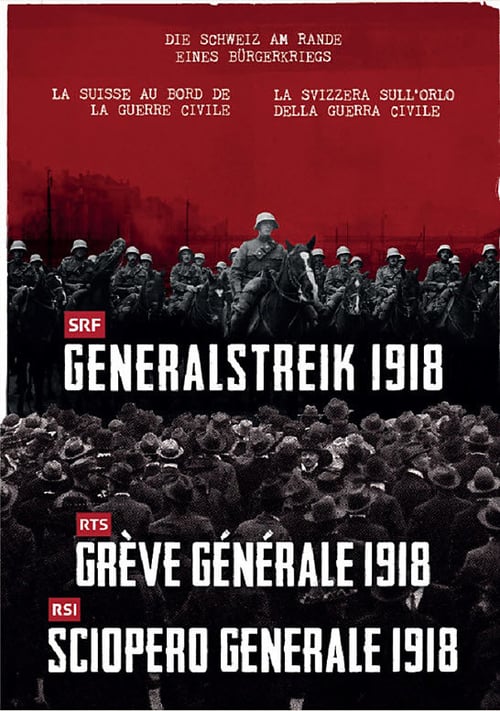 DIE SCHWEIZ AM RANDE
EINES BÜRGERKRIEGS
LA SUISSE AU BORD DE
LA GUERRE CIVILE
LA SVIZZERA SULL'ORLO
DELLA GUERRA CIVILE
SRF
GENERALSTREIK 1918
RTS
GRÈVE GÉNÉRALE 1918
RSI
SCIOPERO GENERALE 1918